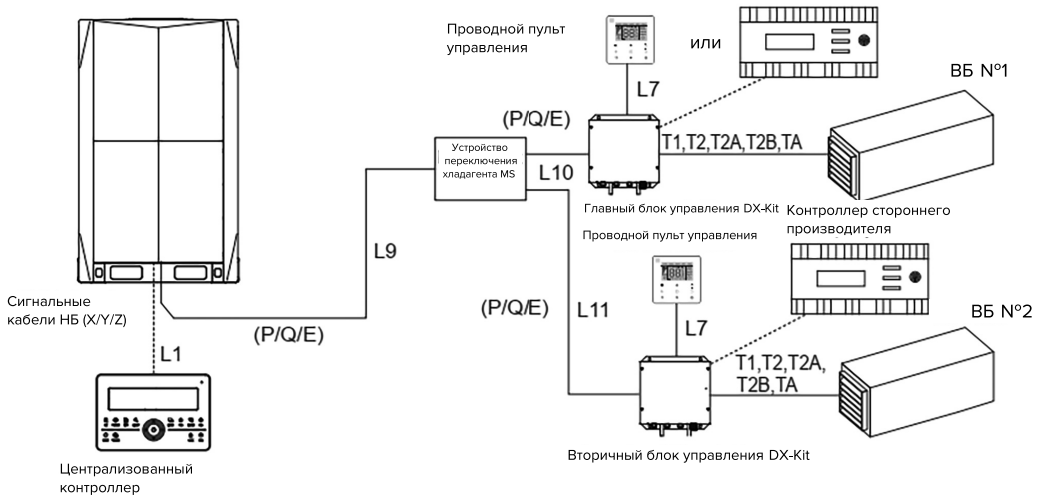 Проводной пульт
управления
или
ВБ №1
L7
(P/Q/E)
T1,T2,T2A,T2B,TA
Устройство
переключения
хладагента MS
L10
Главный блок управления DX-Kit
Контроллер стороннего
производителя
Проводной пульт управления
L9
(P/Q/E)
L11
L7
ВБ №2
Сигнальные
кабели НБ (X/Y/Z)
(P/Q/E)
L1
T1,T2,T2A,
T2B,TA
Вторичный блок управления DX-Kit
Централизованный
контроллер